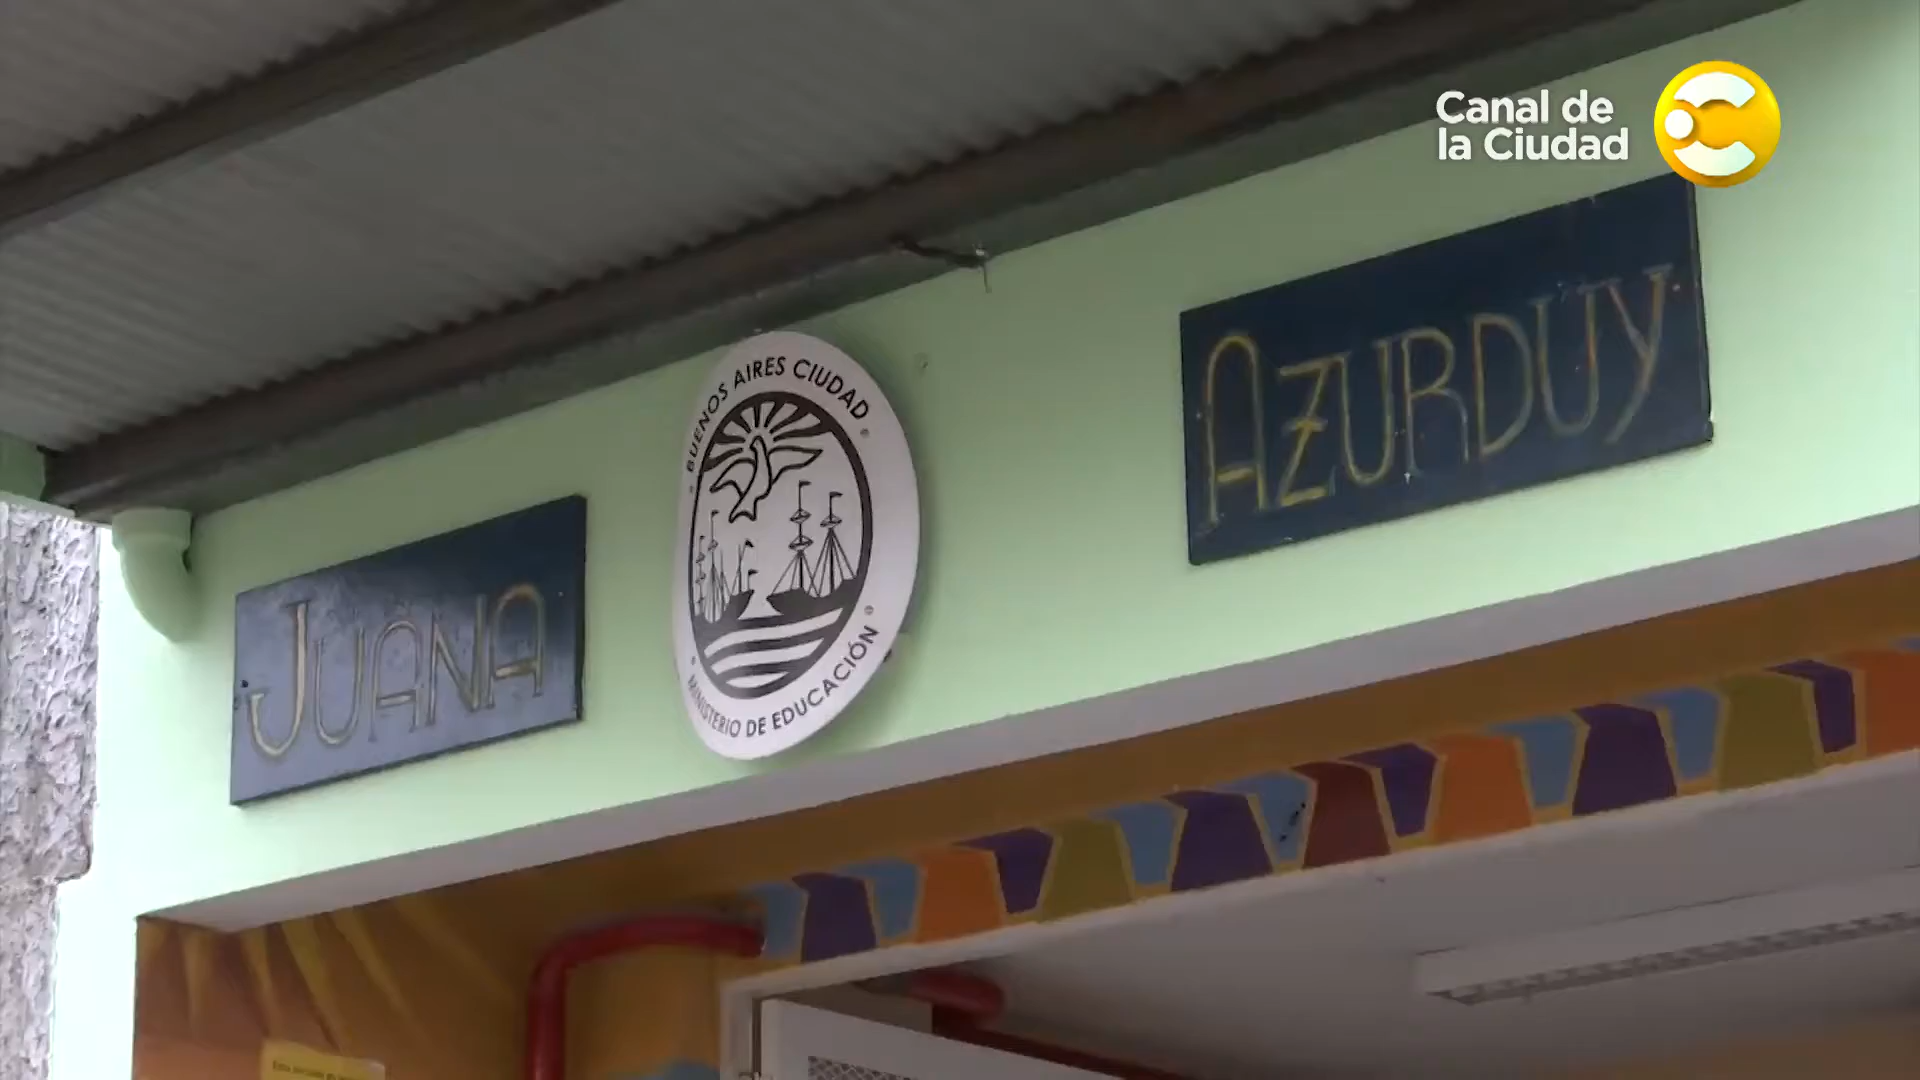 Canal de
la Ciudad
JUANA
BUENOS AIRES CIUDAD
MINISTERIO DE EDUCACIÓN
AZURDUY